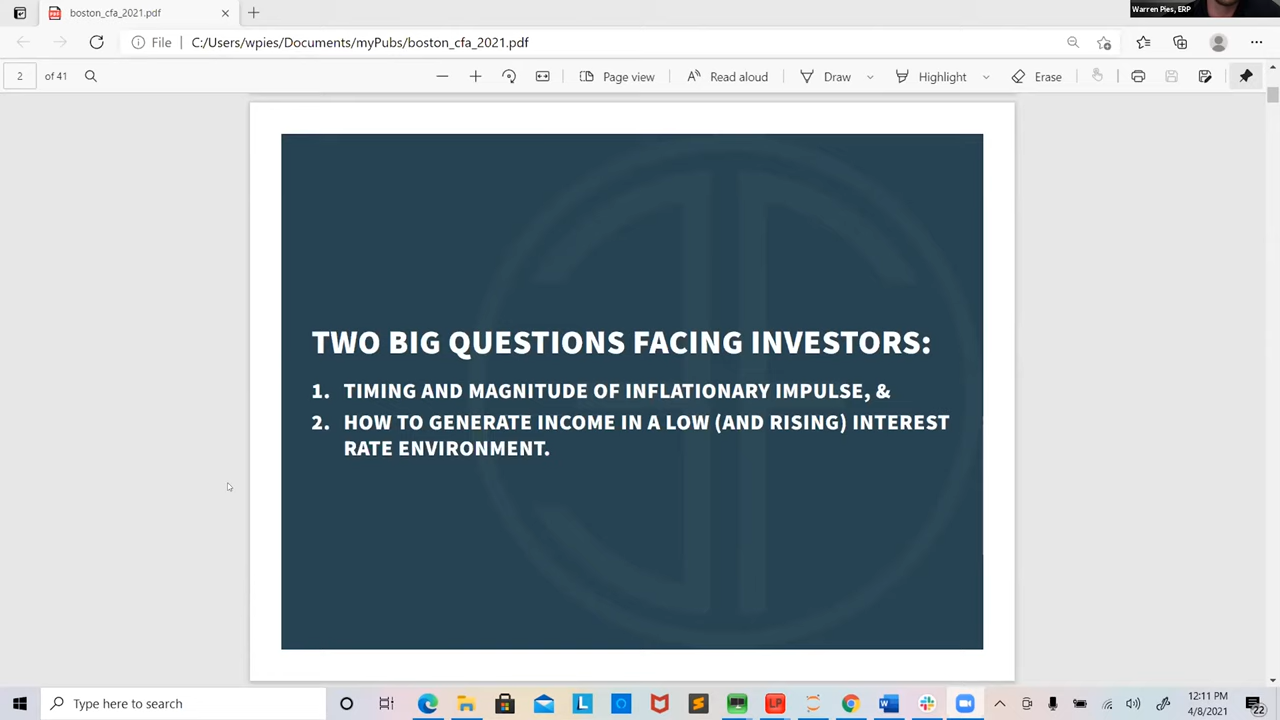 boston_cfa_2021.pdf
Warren Pies, ERP
File
C:/Users/wpies/Documents/myPubs/boston_cfa_2021.pdf
2 of 41
Page view
Read aloud
Draw
Highlight
Erase
TWO BIG QUESTIONS FACING INVESTORS:
1. TIMING AND MAGNITUDE OF INFLATIONARY IMPULSE, &
2. HOW TO GENERATE INCOME IN A LOW (AND RISING) INTEREST
RATE ENVIRONMENT.
Type here to search
12:11 PM
4/8/2021
22